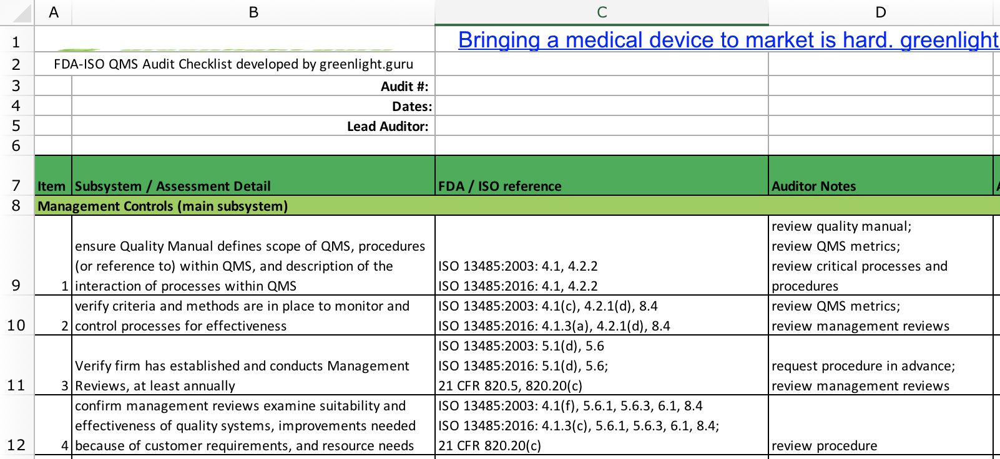 A B C D
1 Bringing a medical device to market is hard. greenlight
2 FDA-ISO QMS Audit Checklist developed by greenlight.guru
3 Audit #:
4 Dates:
5 Lead Auditor:
6
7 Item Subsystem / Assessment Detail FDA / ISO reference Auditor Notes
8 Management Controls (main subsystem)
review quality manual;
ensure Quality Manual defines scope of QMS, procedures review QMS metrics;
(or reference to) within QMS, and description of the ISO 13485:2003: 4.1, 4.2.2 review critical processes and
9 1 interaction of processes within QMS ISO 13485:2016: 4.1, 4.2.2 procedures
verify criteria and methods are in place to monitor and ISO 13485:2003: 4.1(c), 4.2.1(d), 8.4 review QMS metrics;
10 2 control processes for effectiveness ISO 13485:2016: 4.1.3(a), 4.2.1(d), 8.4 review management reviews
ISO 13485:2003: 5.1(d), 5.6
Verify firm has established and conducts Management ISO 13485:2016: 5.1(d), 5.6; request procedure in advance;
11 3 Reviews, at least annually 21 CFR 820.5, 820.20(c) review management reviews
confirm management reviews examine suitability and ISO 13485:2003: 4.1(f), 5.6.1, 5.6.3, 6.1, 8.4
effectiveness of quality systems, improvements needed ISO 13485:2016: 4.1.3(c), 5.6.1, 5.6.3, 6.1, 8.4;
12 4 because of customer requirements, and resource needs 21 CFR 820.20(c) review procedure